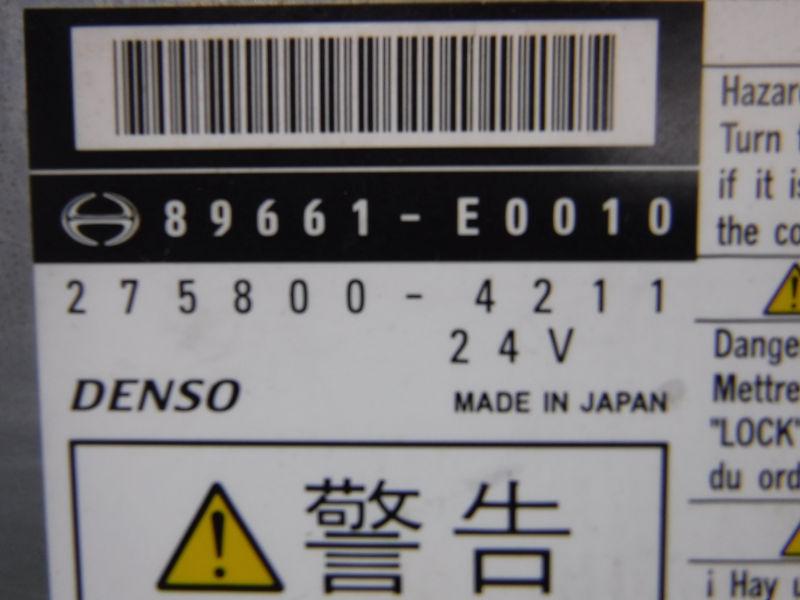 89661-E0010
275800-4211
24V
DENSO
MADE IN JAPAN
警告
Hazar
Turn
if it is
the co
Dange
Mettre
"LOCK"
du ord
¡ Hay